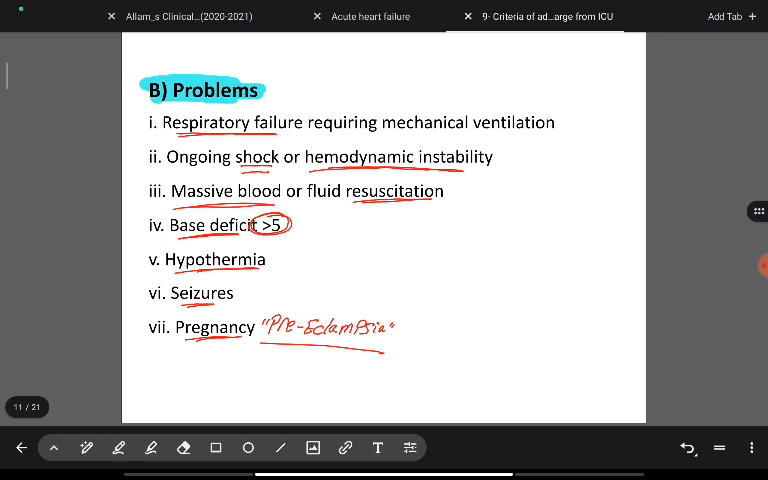 Allam_s Clinical...(2020-2021)
Acute heart failure
9- Criteria of ad...arge from ICU
Add Tab +
B) Problems
i. Respiratory failure requiring mechanical ventilation
ii. Ongoing shock or hemodynamic instability
iii. Massive blood or fluid resuscitation
iv. Base deficit >5
v. Hypothermia
vi. Seizures
vii. Pregnancy "Pre-Eclampsia"
11 / 21
T